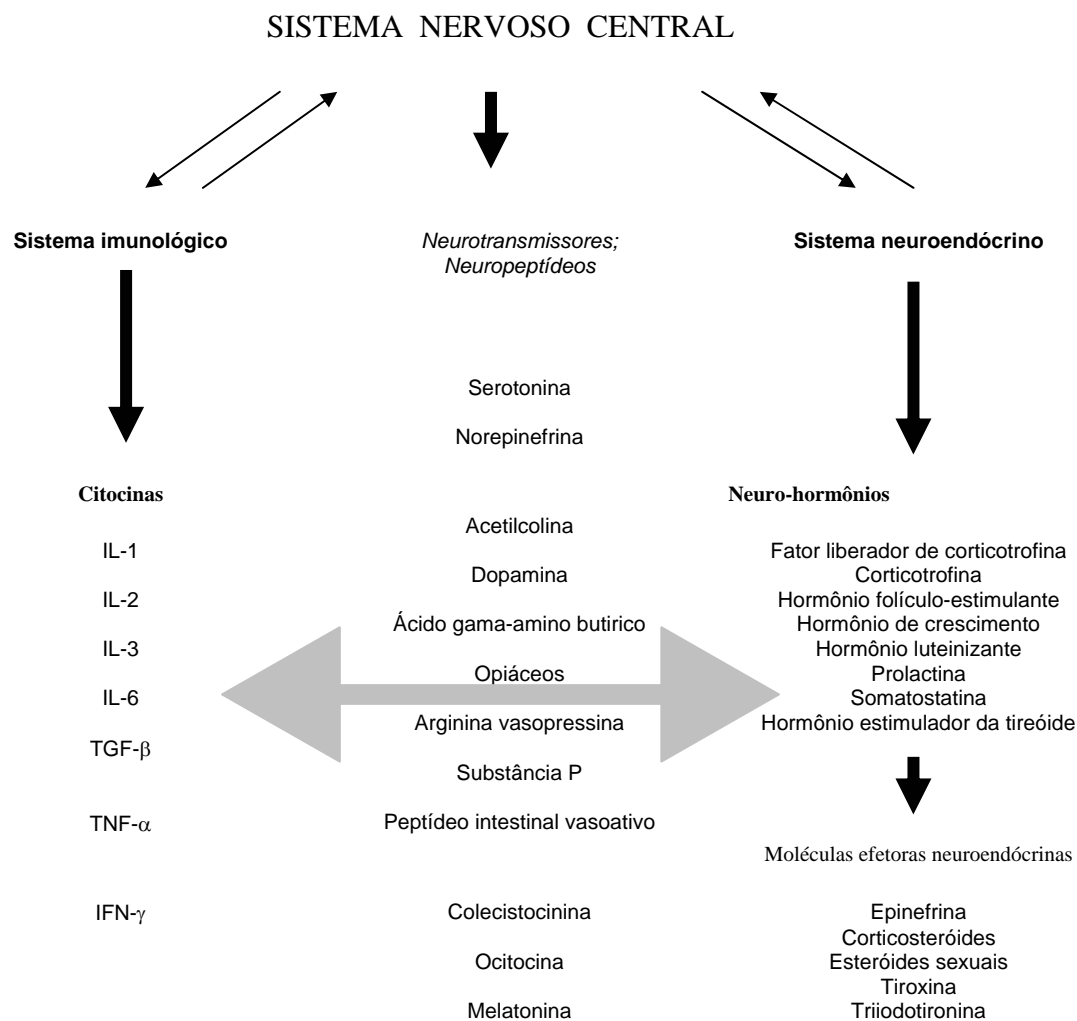 SISTEMA NERVOSO CENTRAL
Sistema imunológico
Neurotransmissores;
Neuropeptídeos
Sistema neuroendócrino
Serotonina
Norepinefrina
Citocinas
Neuro-hormônios
IL-1
IL-2
IL-3
IL-6
TGF-β
TNF-α
IFN-γ
Acetilcolina
Dopamina
Ácido gama-amino butirico
Opiáceos
Arginina vasopressina
Substância P
Peptídeo intestinal vasoativo
Colecistocinina
Ocitocina
Melatonina
Fator liberador de corticotrofina
Corticotrofina
Hormônio folículo-estimulante
Hormônio de crescimento
Hormônio luteinizante
Prolactina
Somatostatina
Hormônio estimulador da tireóide
Moléculas efetoras neuroendócrinas
Epinefrina
Corticosteróides
Esteróides sexuais
Tiroxina
Triiodotironina